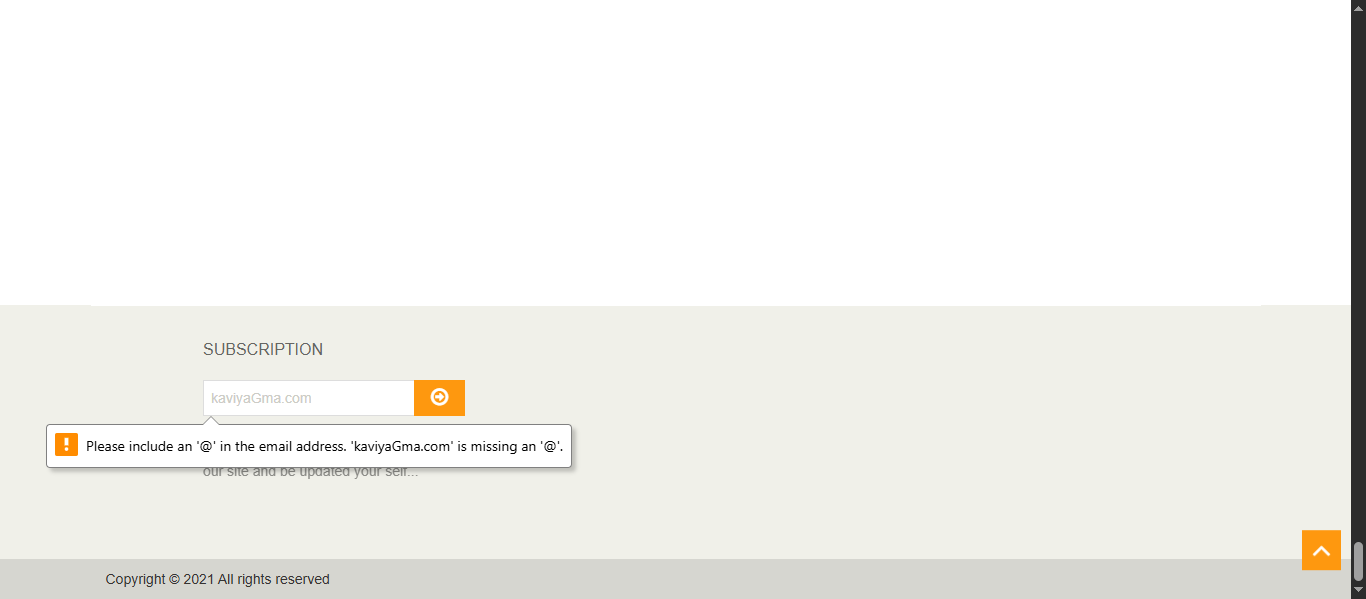 SUBSCRIPTION
kaviyaGma.com
Please include an '@' in the email address. 'kaviyaGma.com' is missing an '@'.
our site and be updated your self...
Copyright © 2021 All rights reserved